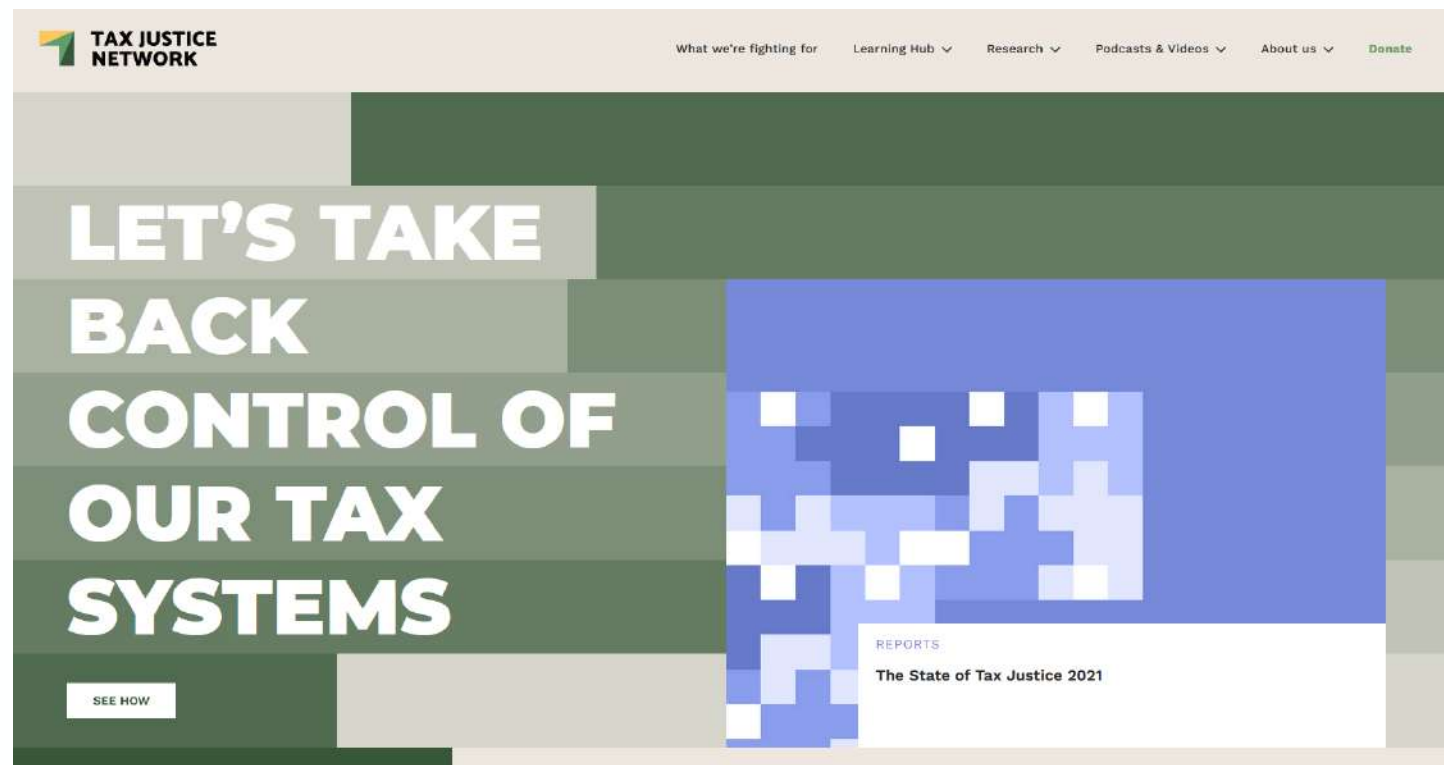 TAX JUSTICE
NETWORK
What we're fighting for
Learning Hub
Research
Podcasts & Videos
About us
Donate
LET’S TAKE
BACK
CONTROL OF
OUR TAX
SYSTEMS
SEE HOW
REPORTS
The State of Tax Justice 2021